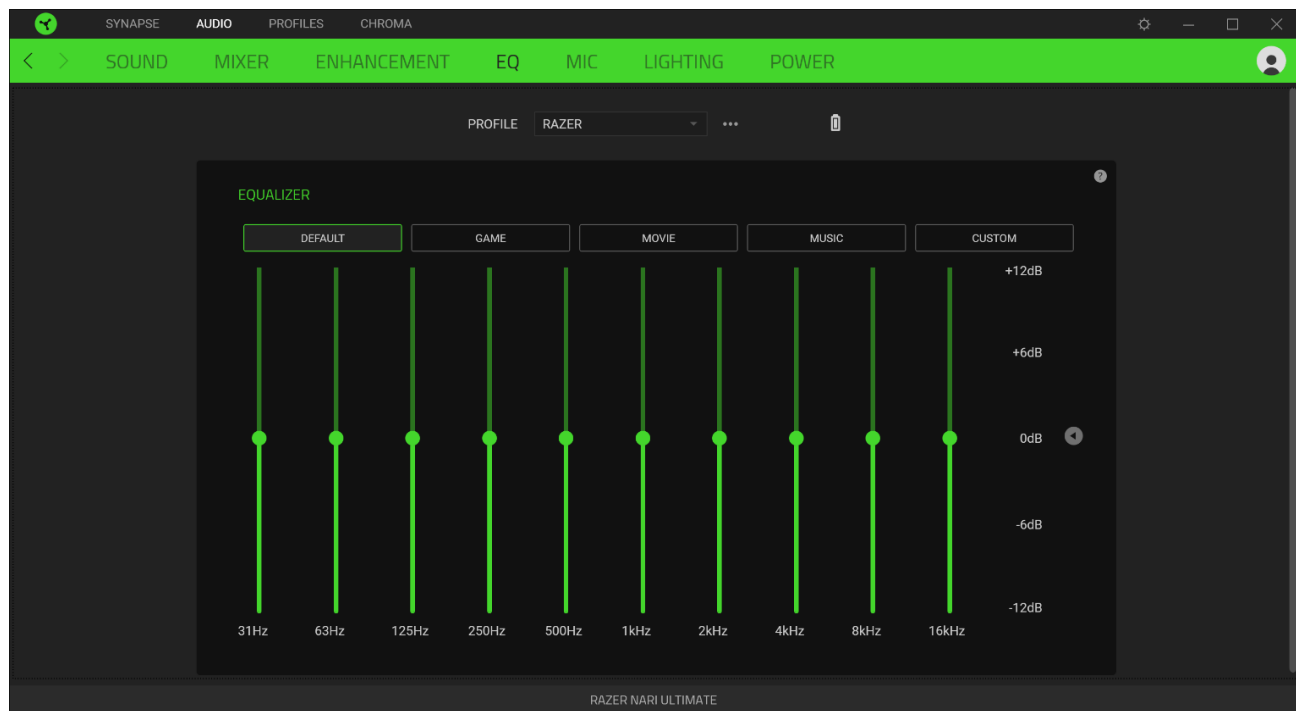 SYNAPSE AUDIO PROFILES CHROMA
SOUND MIXER ENHANCEMENT EQ MIC LIGHTING POWER
PROFILE RAZER
EQUALIZER
DEFAULT GAME MOVIE MUSIC CUSTOM
+12dB
+6dB
0dB
-6dB
-12dB
31Hz 63Hz 125Hz 250Hz 500Hz 1kHz 2kHz 4kHz 8kHz 16kHz
RAZER NARI ULTIMATE